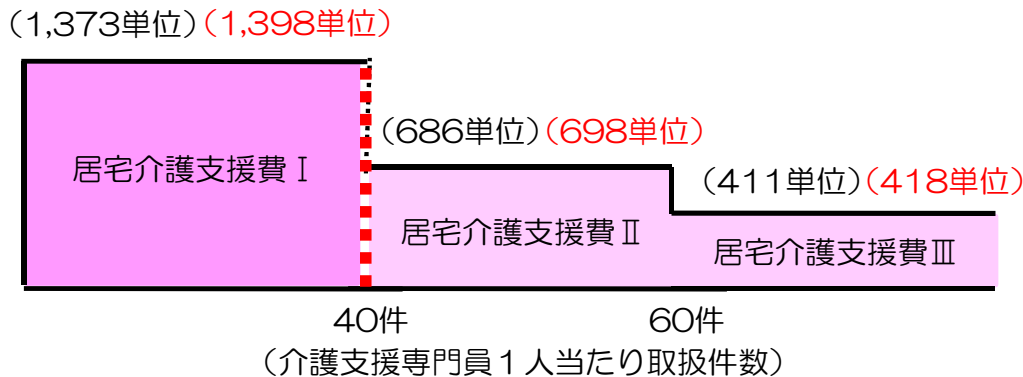 （1,373単位）（1,398単位）
（686単位）（698単位）
（411単位）（418単位）
居宅介護支援費Ⅰ
居宅介護支援費Ⅱ
居宅介護支援費Ⅲ
40件
60件
（介護支援専門員１人当たり取扱件数）